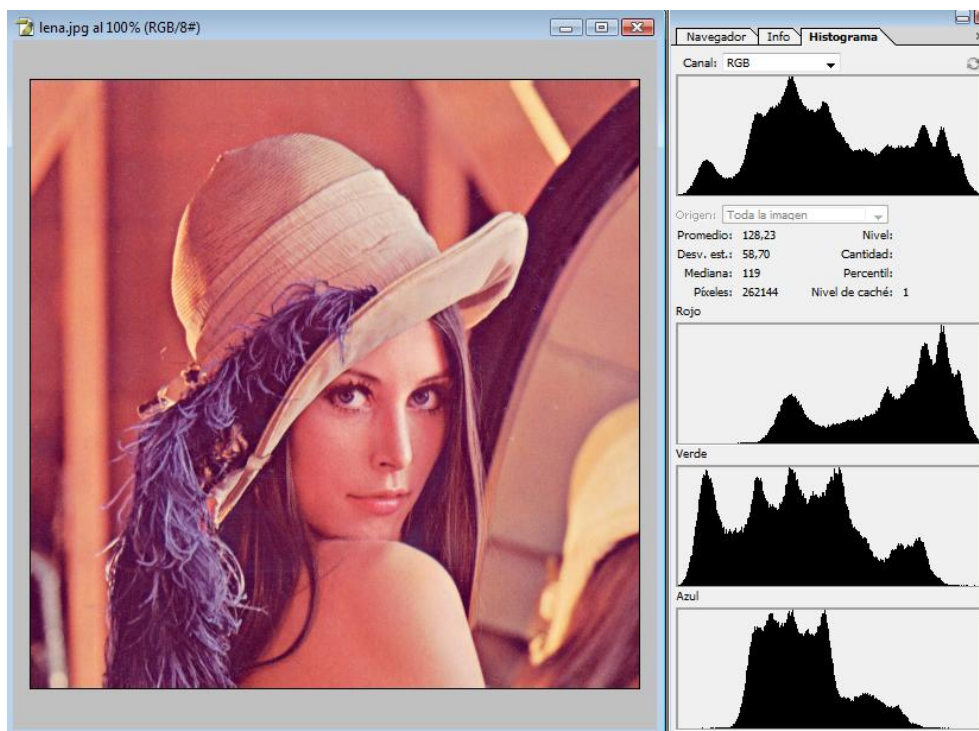 lena.jpg al 100% (RGB/8#)
Navegador Info Histograma
Canal: RGB
Origen: Toda la imagen
Promedio: 128,23 Nivel:
Desv. est.: 58,70 Cantidad:
Mediana: 119 Percentil:
Píxeles: 262144 Nivel de caché: 1
Rojo
Verde
Azul